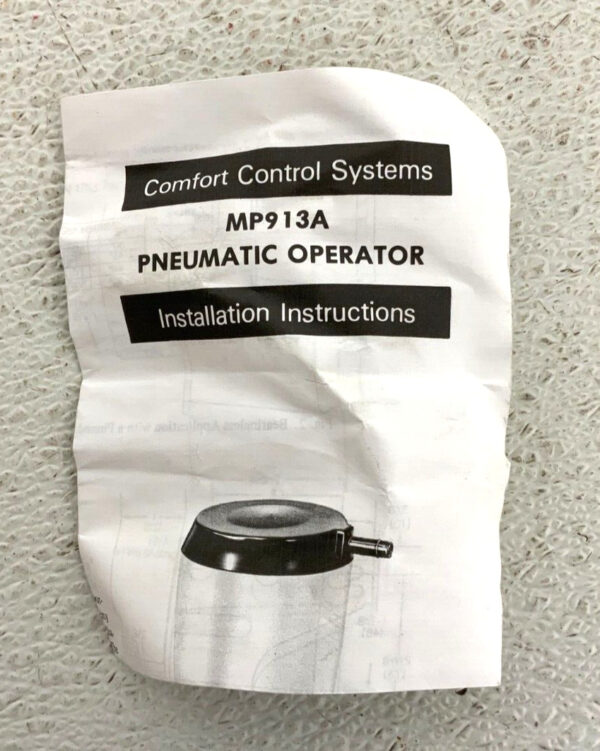 Comfort Control Systems
MP913A
PNEUMATIC OPERATOR
Installation Instructions